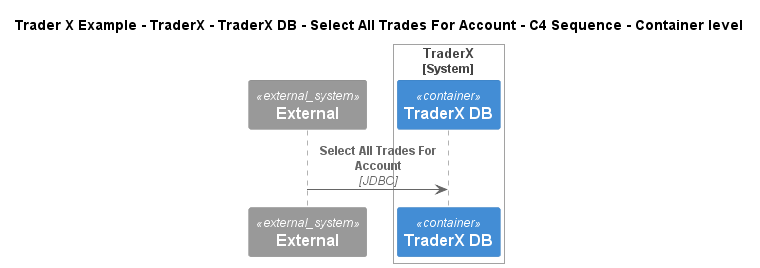 Trader X Example - TraderX - TraderX DB - Select All Trades For Account - C4 Sequence - Container level
TraderX
[System]
«external_system»
External
«container»
TraderX DB
Select All Trades For
Account
[JDBC]
«external_system»
External
«container»
TraderX DB